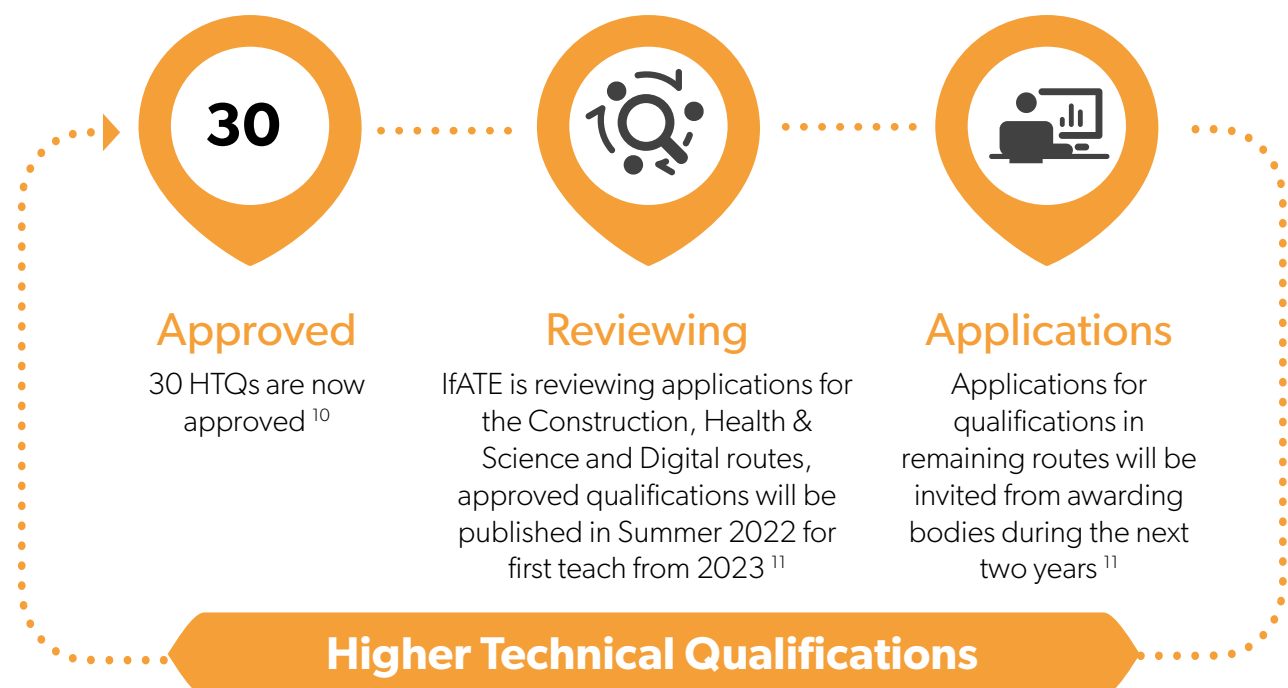 30
Approved
30 HTQs are now
approved 10
Reviewing
IfATE is reviewing applications for
the Construction, Health &
Science and Digital routes,
approved qualifications will be
published in Summer 2022 for
first teach from 2023 11
Applications
Applications for
qualifications in
remaining routes will be
invited from awarding
bodies during the next
two years 11
Higher Technical Qualifications